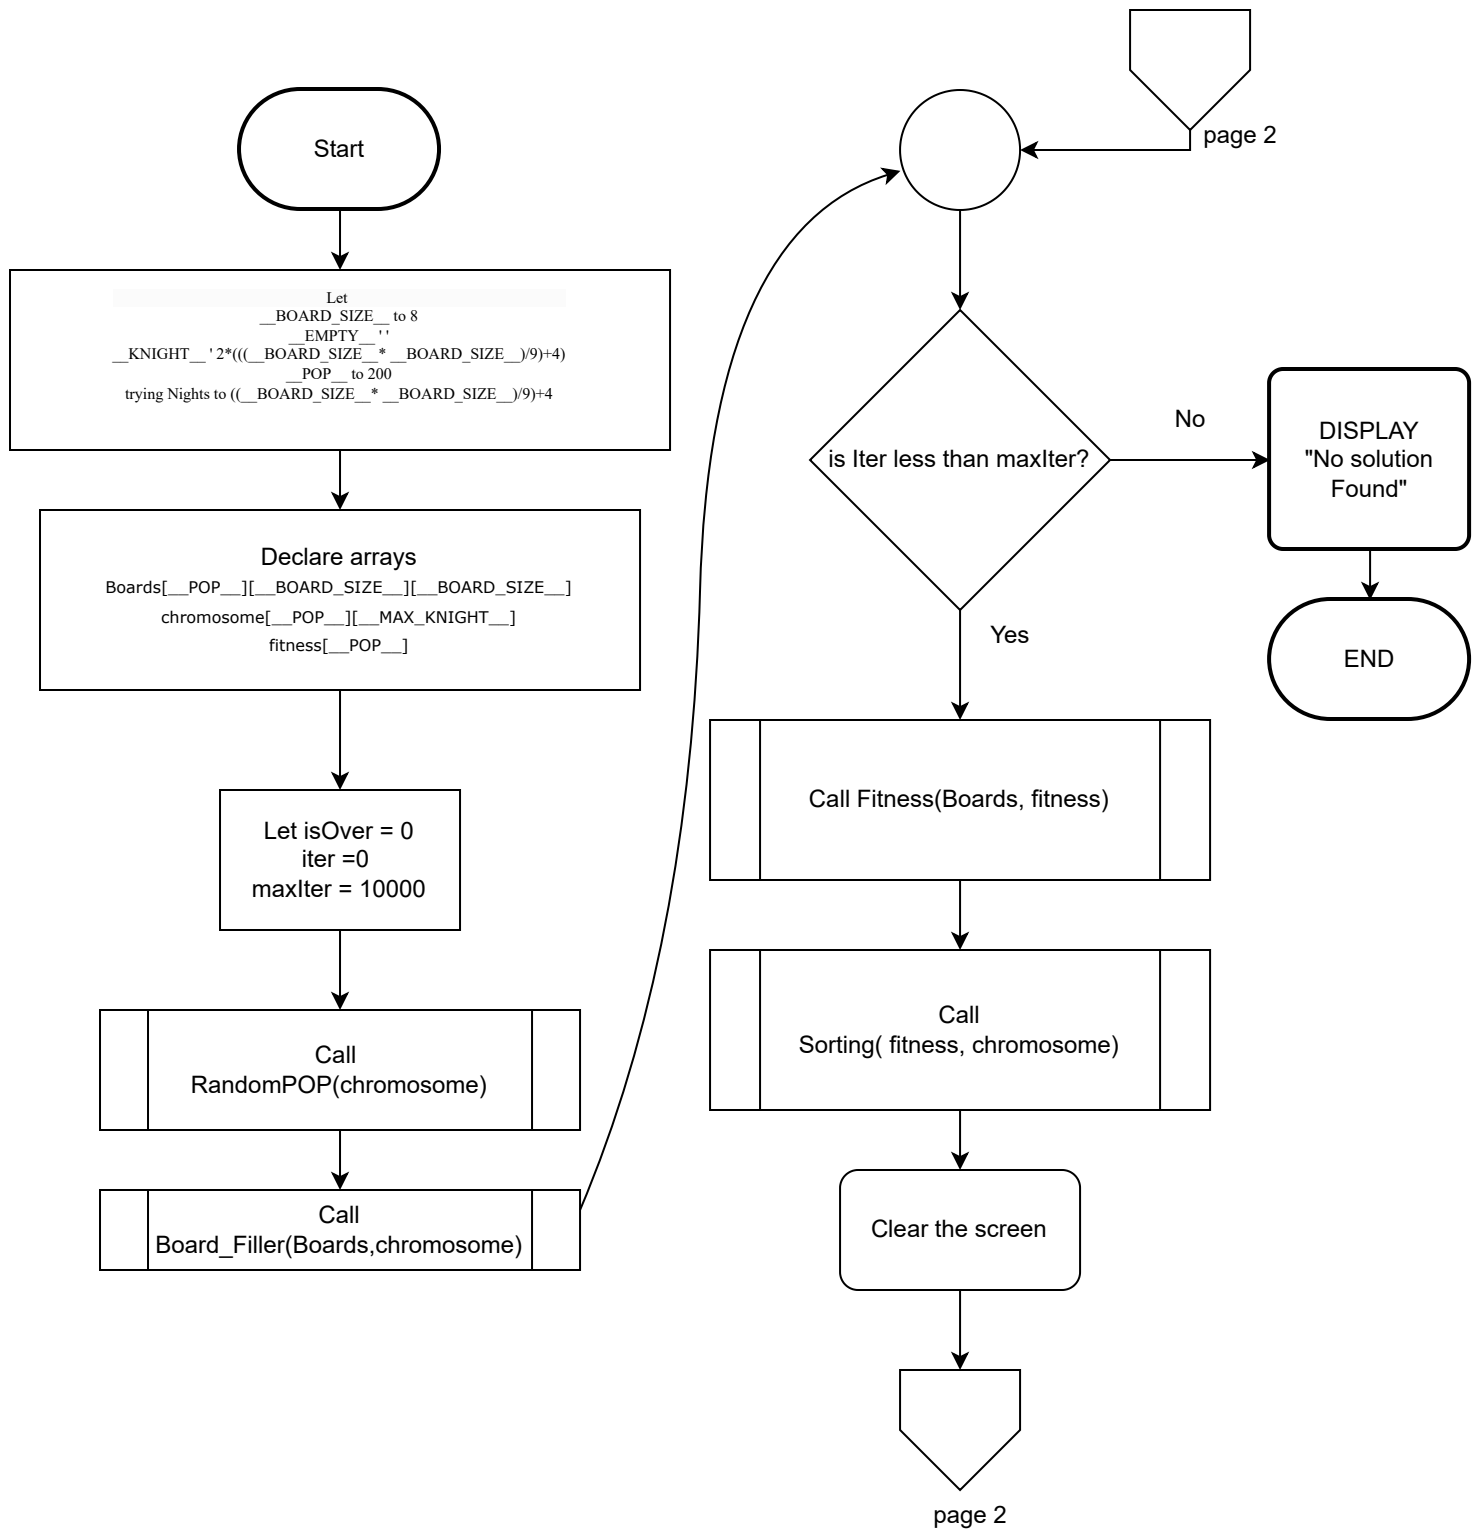 Start
Let
__BOARD_SIZE__ to 8
__EMPTY__ ' '
__KNIGHT__ ' 2*(((__BOARD_SIZE__* __BOARD_SIZE__)/9)+4)
__POP__ to 200
trying Nights to ((__BOARD_SIZE__* __BOARD_SIZE__)/9)+4
Declare arrays
Boards[__POP__][__BOARD_SIZE__][__BOARD_SIZE__]
chromosome[__POP__][__MAX_KNIGHT__]
fitness[__POP__]
Let isOver = 0
iter =0
maxIter = 10000
Call
RandomPOP(chromosome)
Call
Board_Filler(Boards,chromosome)
page 2
is Iter less than maxIter?
No
DISPLAY
"No solution
Found"
END
Yes
Call Fitness(Boards, fitness)
Call
Sorting( fitness, chromosome)
Clear the screen
page 2